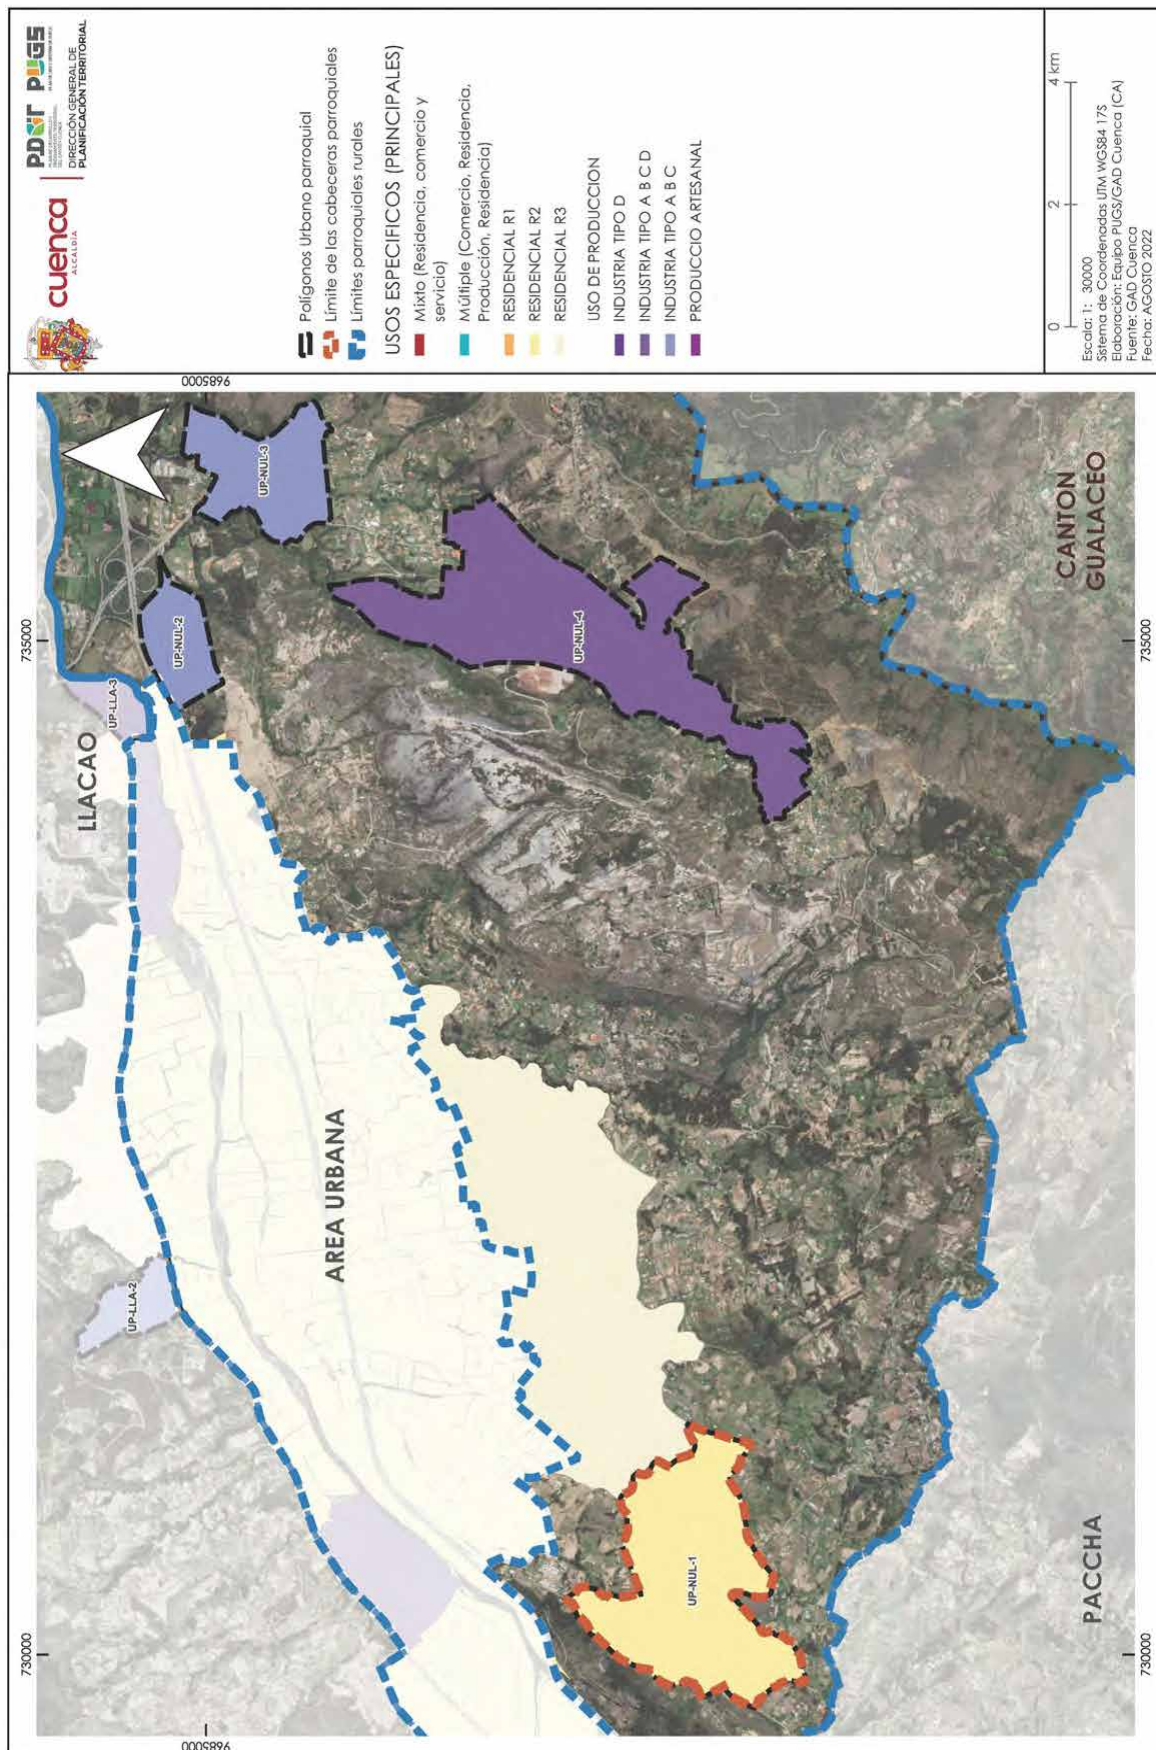 cuenca
ALCALDÍA
PDOT PUGS
DIRECCIÓN GENERAL DE
PLANIFICACIÓN TERRITORIAL
Polígonos Urbano parroquial
Límite de las cabeceras parroquiales
Límites parroquiales rurales
USOS ESPECIFICOS (PRINCIPALES)
Mixto (Residencia, comercio y
servicio)
Múltiple (Comercio, Residencia,
Producción, Residencia)
RESIDENCIAL R1
RESIDENCIAL R2
RESIDENCIAL R3
USO DE PRODUCCION
INDUSTRIA TIPO D
INDUSTRIA TIPO A B C D
INDUSTRIA TIPO A B C
PRODUCCIO ARTESANAL
0 2 4 km
Escala: 1: 30000
Sistema de Coordenadas UTM WGS84 17S
Elaboración: Equipo PUGS/GAD Cuenca (CA)
Fuente: GAD Cuenca
Fecha: AGOSTO 2022
730000
735000
9685000
9685000
LLACAO
UP-LLA-3
UP-LLA-2
UP-NUL-2
UP-NUL-3
AREA URBANA
UP-NUL-4
UP-NUL-1
CANTON
GUALACEO
PACCHA
730000
735000